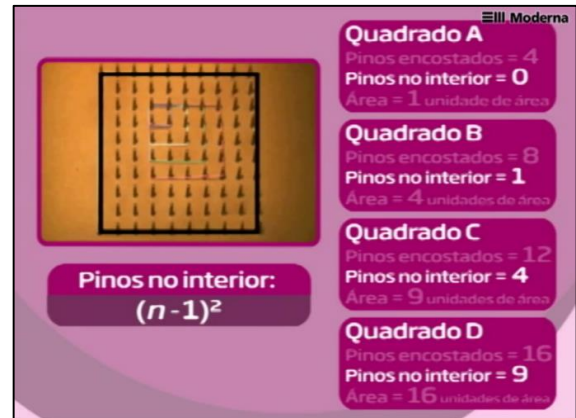 Moderna
Quadrado A
Pinos encostados = 4
Pinos no interior = 0
Área = 1 unidade de área
Quadrado B
Pinos encostados = 8
Pinos no interior = 1
Área = 4 unidades de área
Quadrado C
Pinos encostados = 12
Pinos no interior = 4
Área = 9 unidades de área
Quadrado D
Pinos encostados = 16
Pinos no interior = 9
Área = 16 unidades de área
Pinos no interior:
(n-1)²